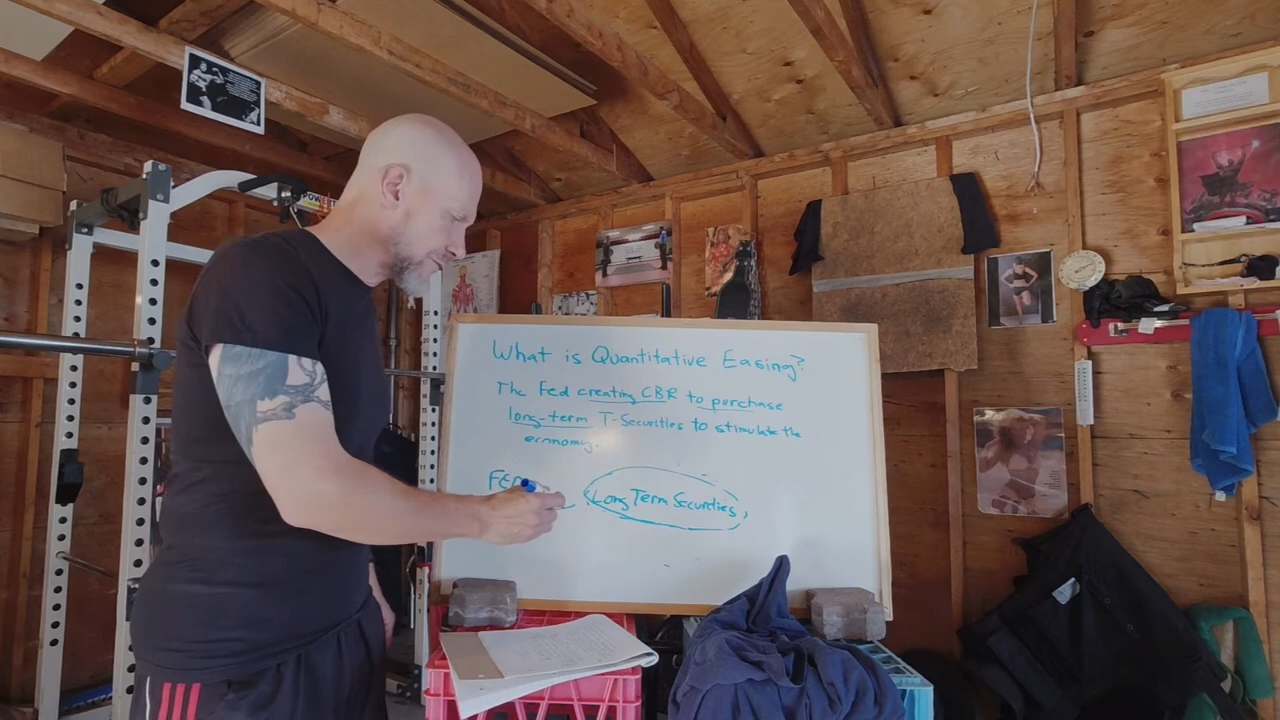 What is Quantitative Easing?
The Fed creating CBR to purchase
long-term T-Securities to stimulate the
economy.
FED
Long Term Securities